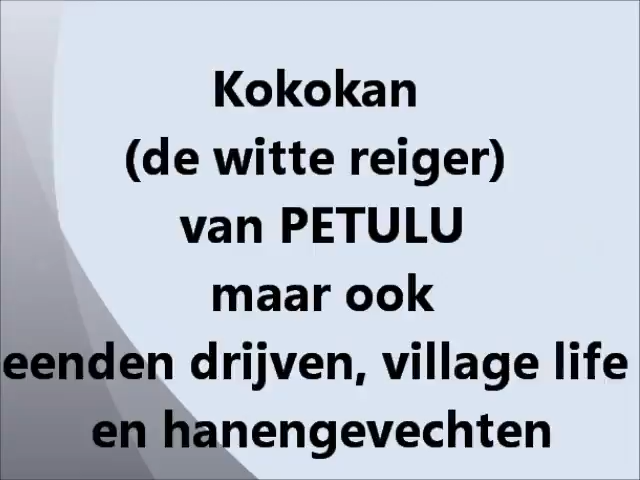 Kokokan
(de witte reiger)
van PETULU
maar ook
eenden drijven, village life
en hanengevechten